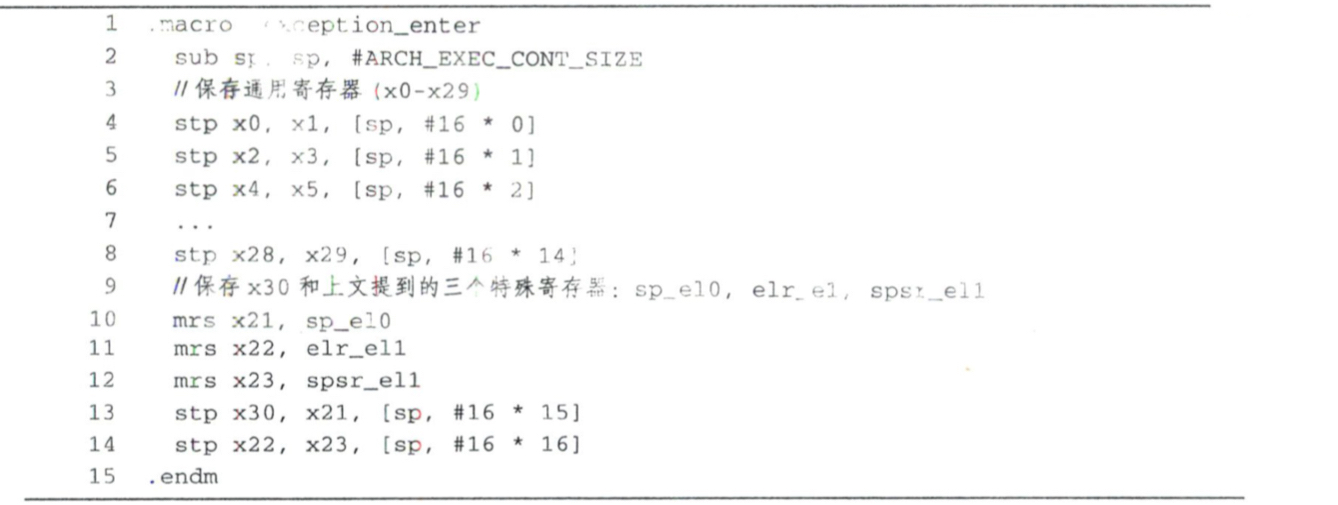 1 .macro exception_enter
2 sub sp, sp, #ARCH_EXEC_CONT_SIZE
3 //保存通用寄存器 (x0-x29)
4 stp x0, x1, [sp, #16 * 0]
5 stp x2, x3, [sp, #16 * 1]
6 stp x4, x5, [sp, #16 * 2]
7 ...
8 stp x28, x29, [sp, #16 * 14]
9 //保存 x30 和上文提到的三个特殊寄存器: sp_el0, elr_el, spsr_el1
10 mrs x21, sp_el0
11 mrs x22, elr_el1
12 mrs x23, spsr_el1
13 stp x30, x21, [sp, #16 * 15]
14 stp x22, x23, [sp, #16 * 16]
15 .endm